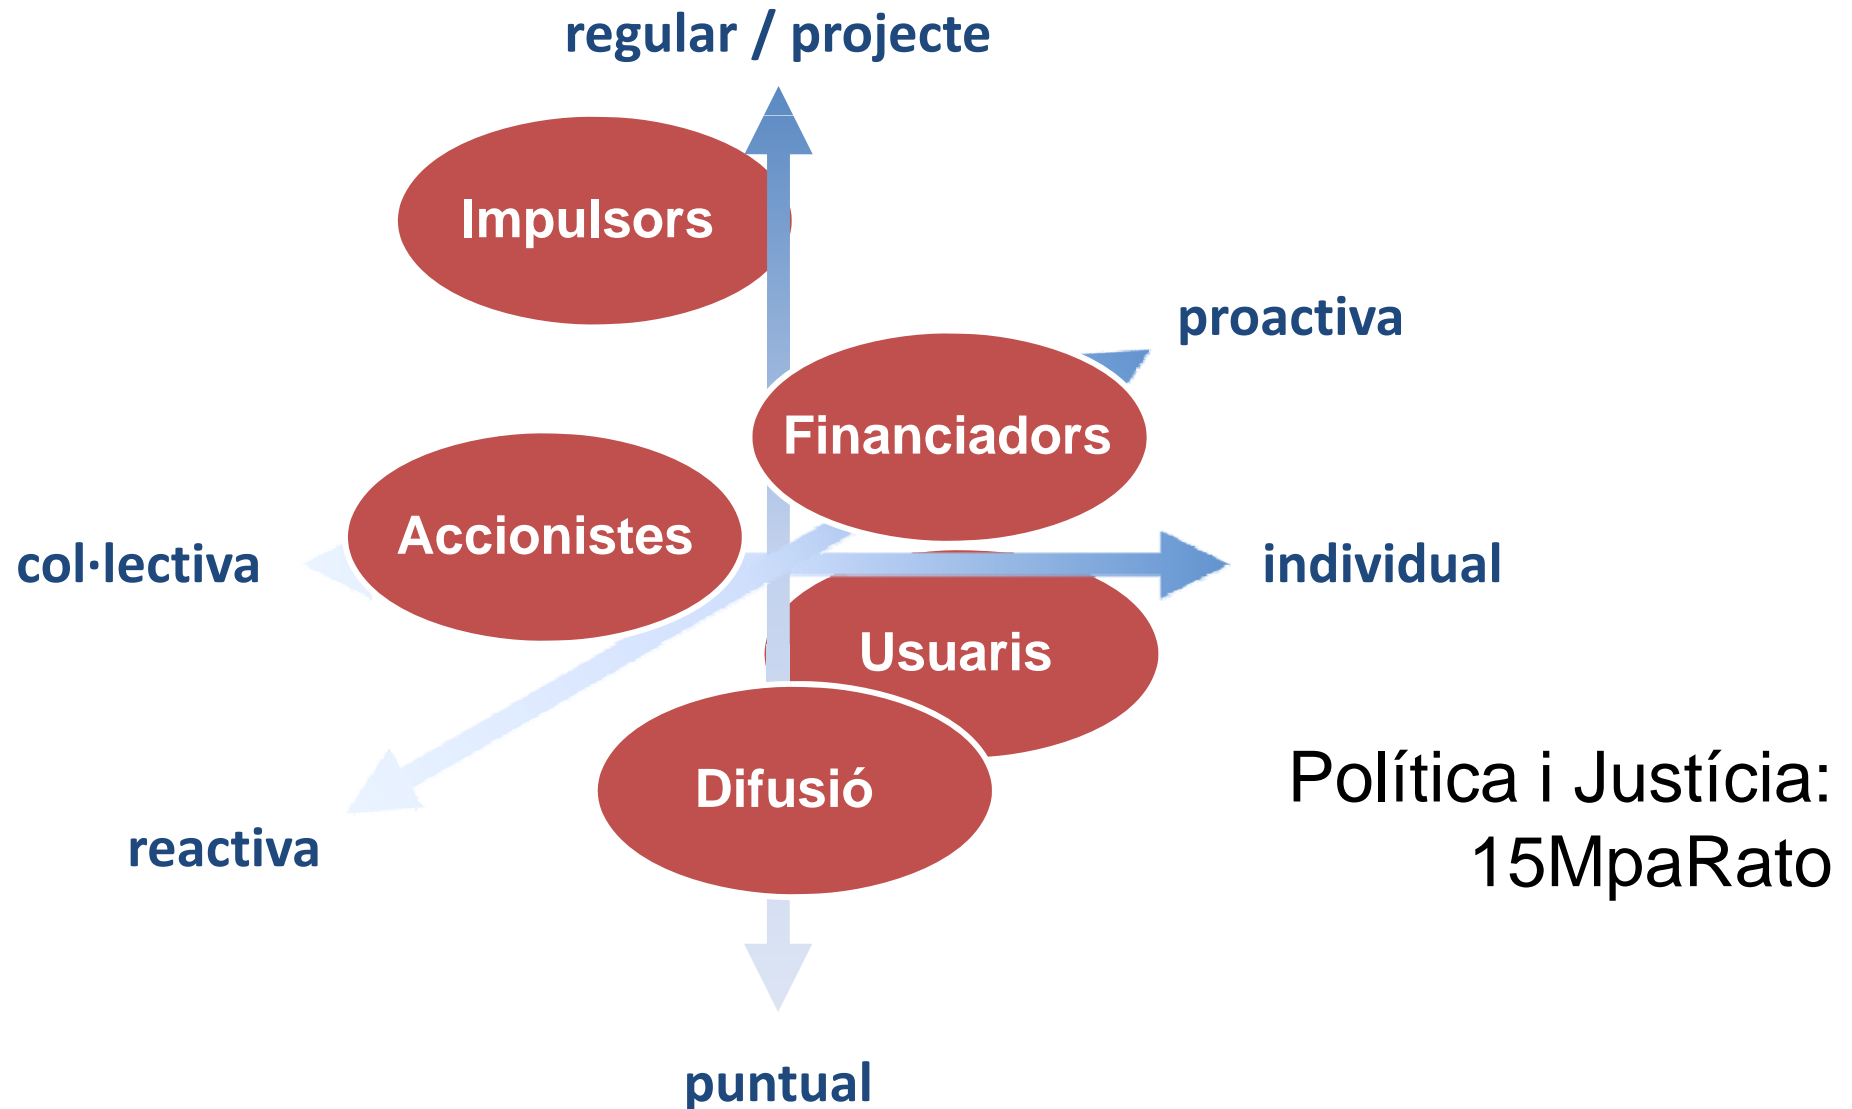 regular / projecte
Impulsors
proactiva
Financiadors
Accionistes
col·lectiva
individual
Usuaris
Difusió
Política i Justícia:
15MpaRato
reactiva
puntual